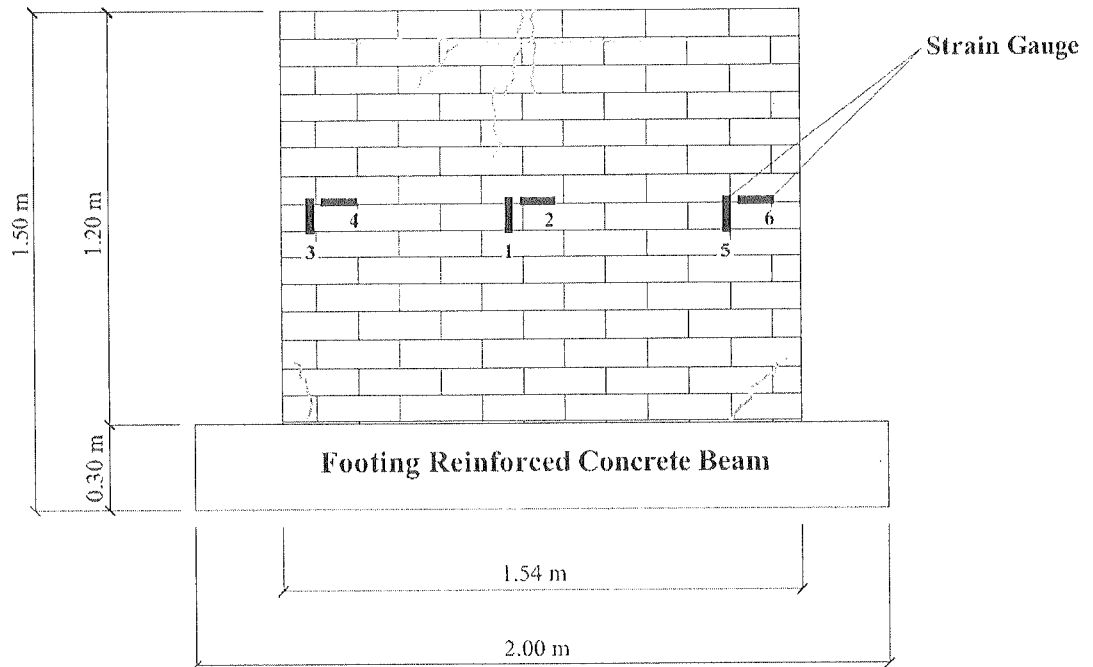 Strain Gauge
1.50 m
1.20 m
4
2
6
3
1
5
0.30 m
Footing Reinforced Concrete Beam
1.54 m
2.00 m